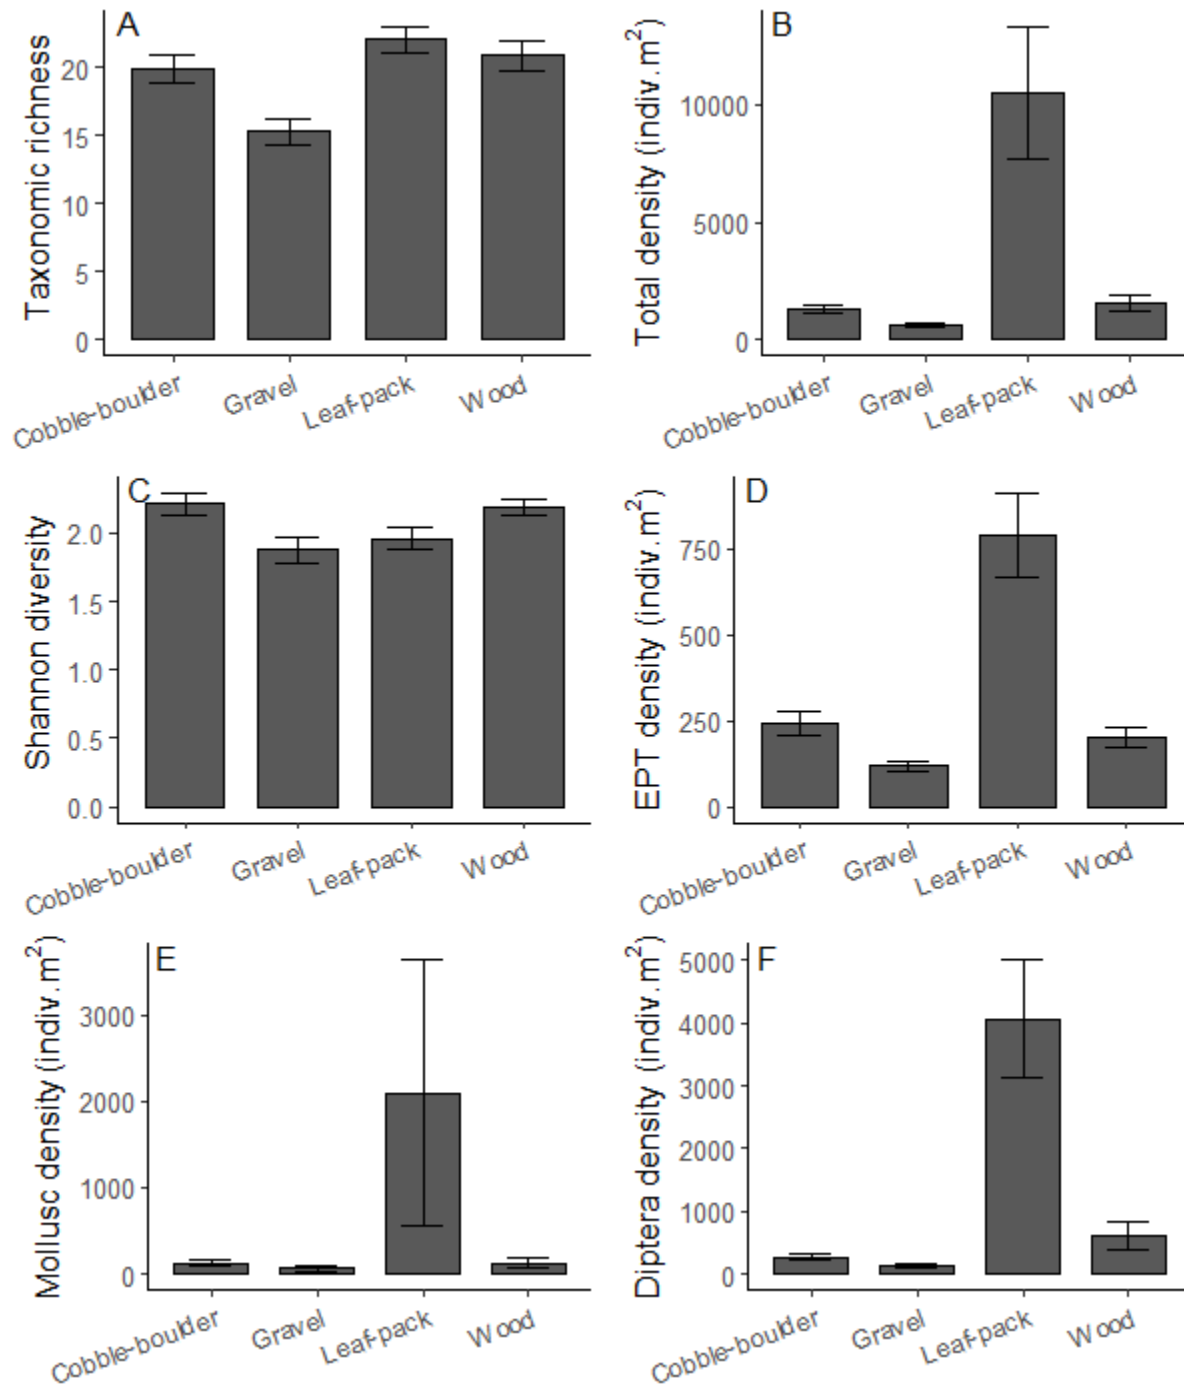 A
Taxonomic richness
20
15
10
5
0
Cobble-boulder
Gravel
Leaf-pack
Wood
B
Total density (indiv.m²)
10000
5000
0
Cobble-boulder
Gravel
Leaf-pack
Wood
C
Shannon diversity
2.0
1.5
1.0
0.5
0.0
Cobble-boulder
Gravel
Leaf-pack
Wood
D
EPT density (indiv.m²)
750
500
250
0
Cobble-boulder
Gravel
Leaf-pack
Wood
E
Mollusc density (indiv.m²)
3000
2000
1000
0
Cobble-boulder
Gravel
Leaf-pack
Wood
F
Diptera density (indiv.m²)
5000
4000
3000
2000
1000
0
Cobble-boulder
Gravel
Leaf-pack
Wood